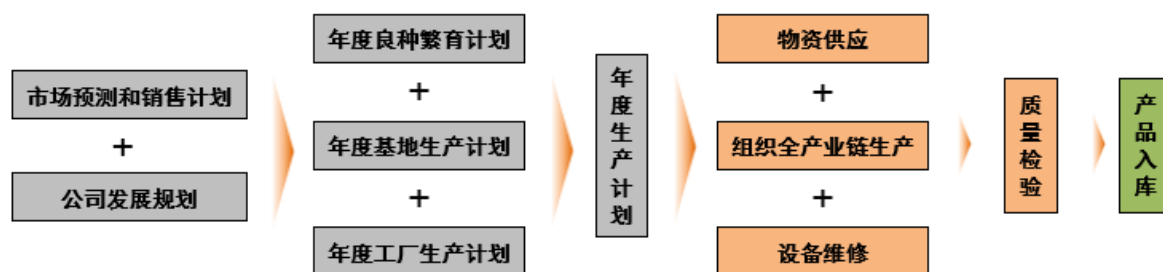 市场预测和销售计划
+
公司发展规划
年度良种繁育计划
+
年度基地生产计划
+
年度工厂生产计划
年度生产计划
物资供应
+
组织全产业链生产
+
设备维修
质量检验
产品入库